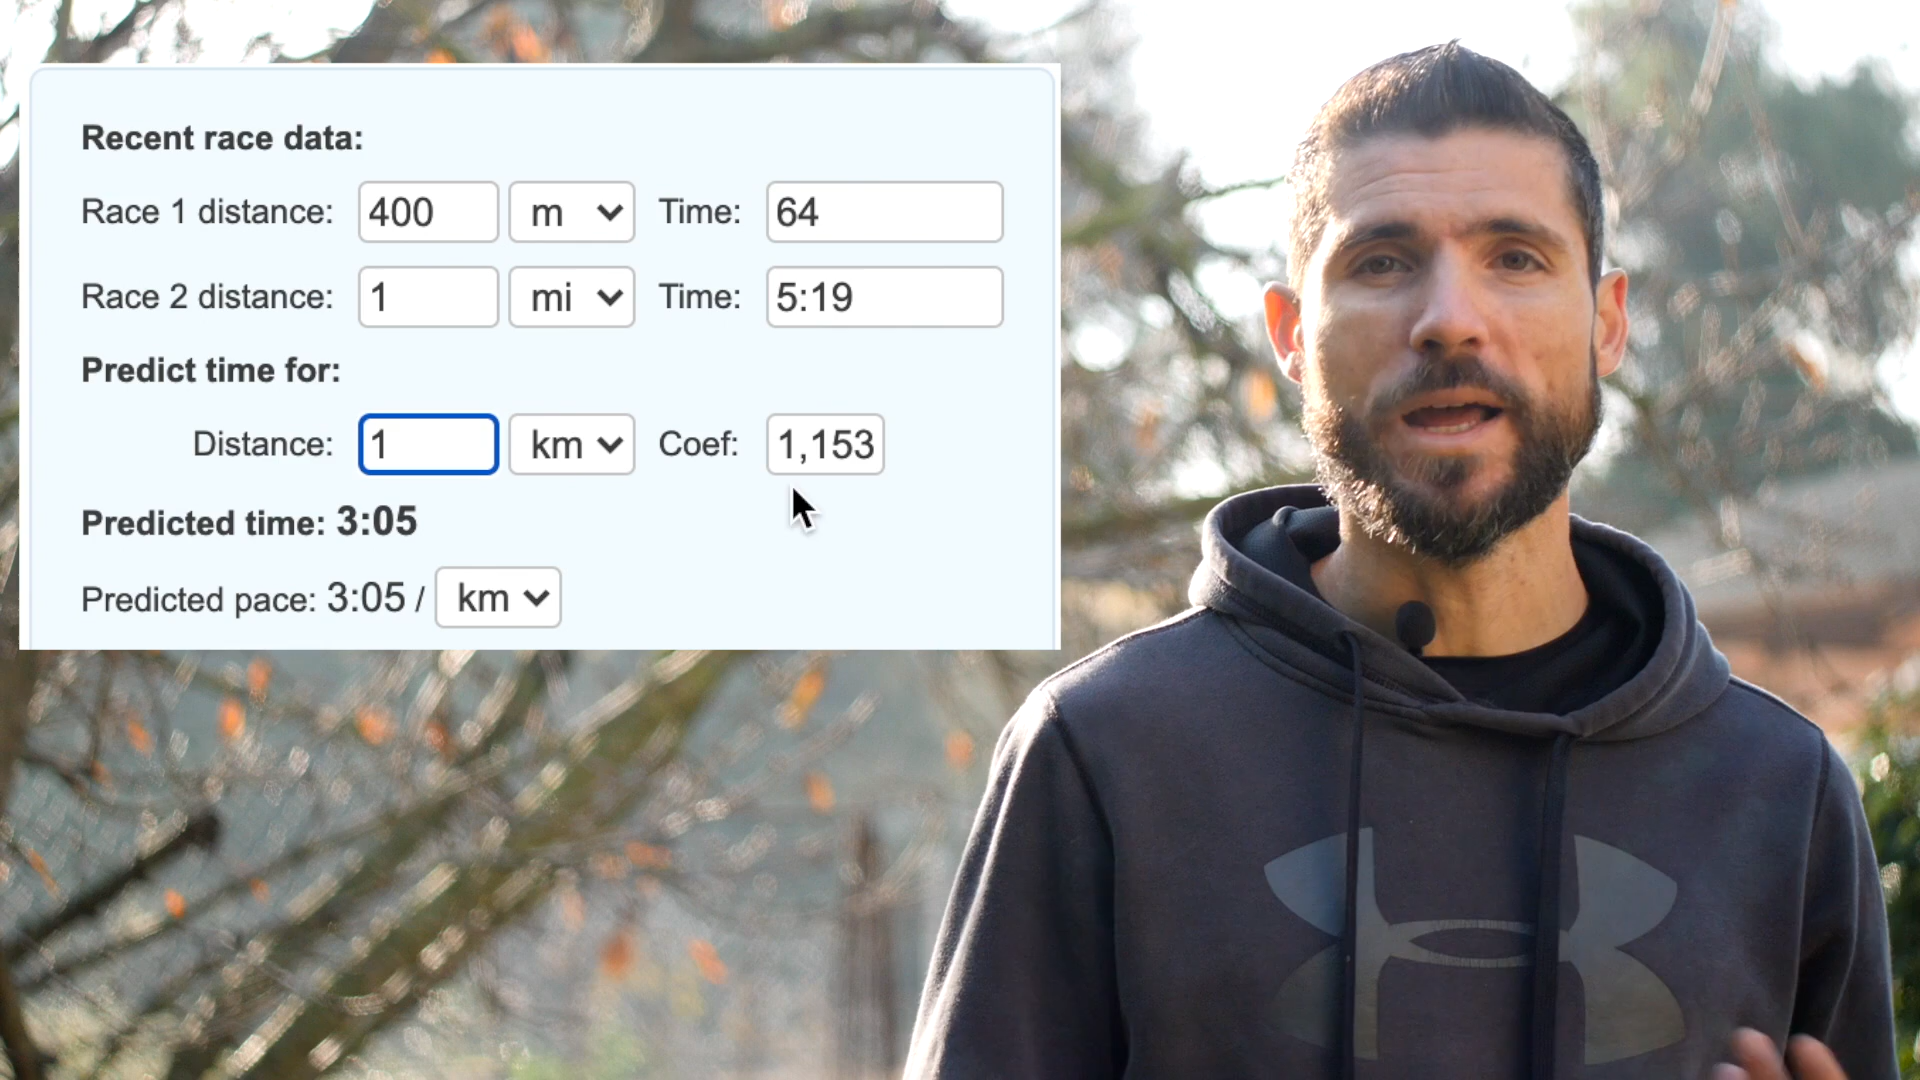 Recent race data:
Race 1 distance: 400 m Time: 64
Race 2 distance: 1 mi Time: 5:19
Predict time for:
Distance: 1 km Coef: 1,153
Predicted time: 3:05
Predicted pace: 3:05 / km